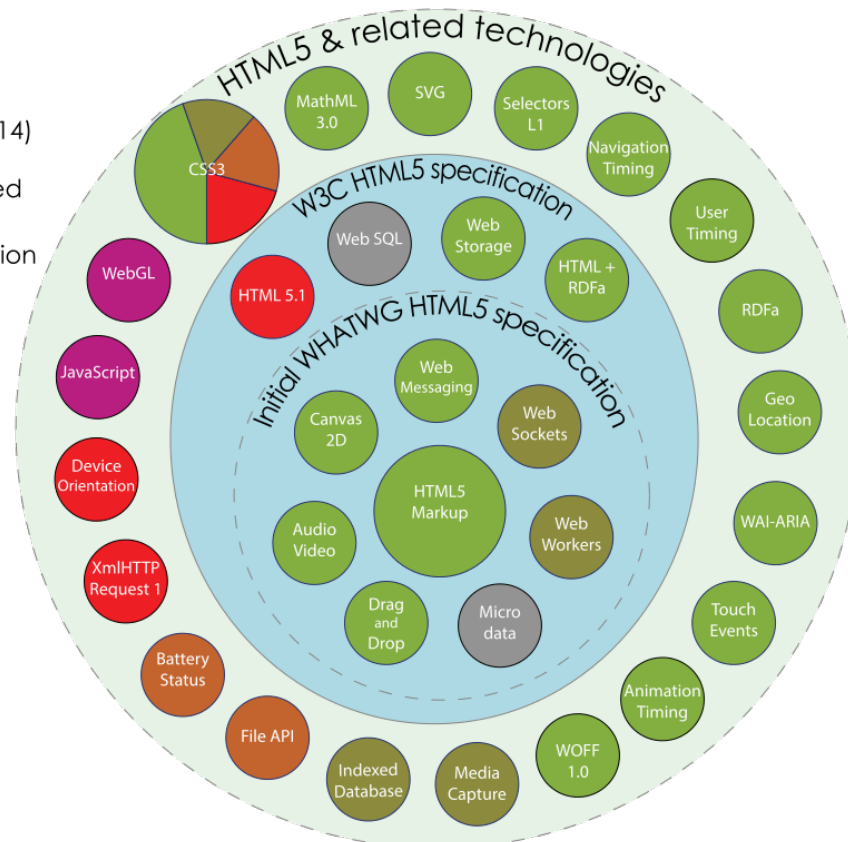 HTML5 & related technologies
14)
ed
ion
MathML
3.0
SVG
Selectors
L1
Navigation
Timing
User
Timing
RDFa
Geo
Location
WAI-ARIA
Touch
Events
Animation
Timing
WOFF
1.0
Media
Capture
Indexed
Database
File API
Battery
Status
XmlHTTP
Request 1
Device
Orientation
JavaScript
WebGL
CSS3
W3C HTML5 specification
HTML 5.1
Web SQL
Web
Storage
HTML +
RDFa
Initial WHATWG HTML5 specification
Web
Messaging
Canvas
2D
Web
Sockets
HTML5
Markup
Audio
Video
Web
Workers
Drag
and
Drop
Micro
data